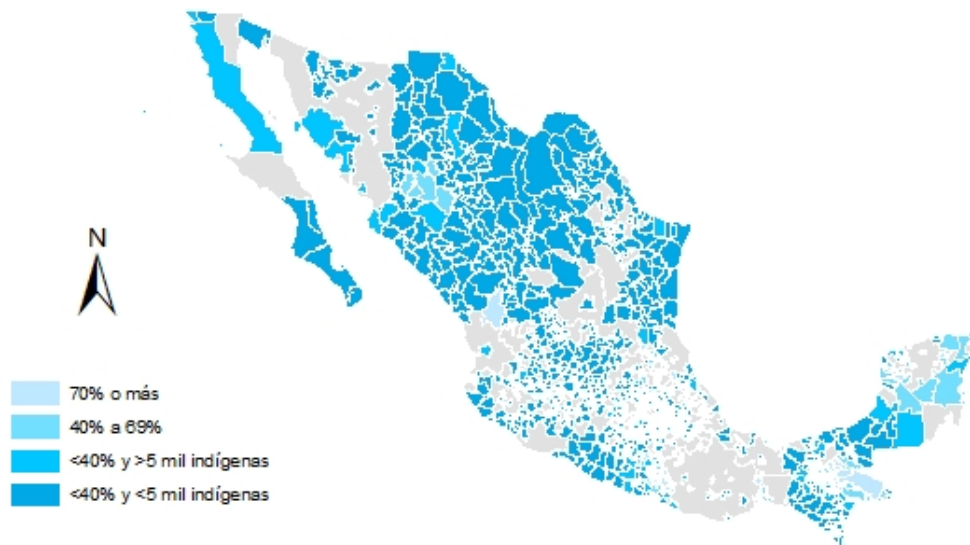 N
70% o más
40% a 69%
<40% y >5 mil indígenas
<40% y <5 mil indígenas